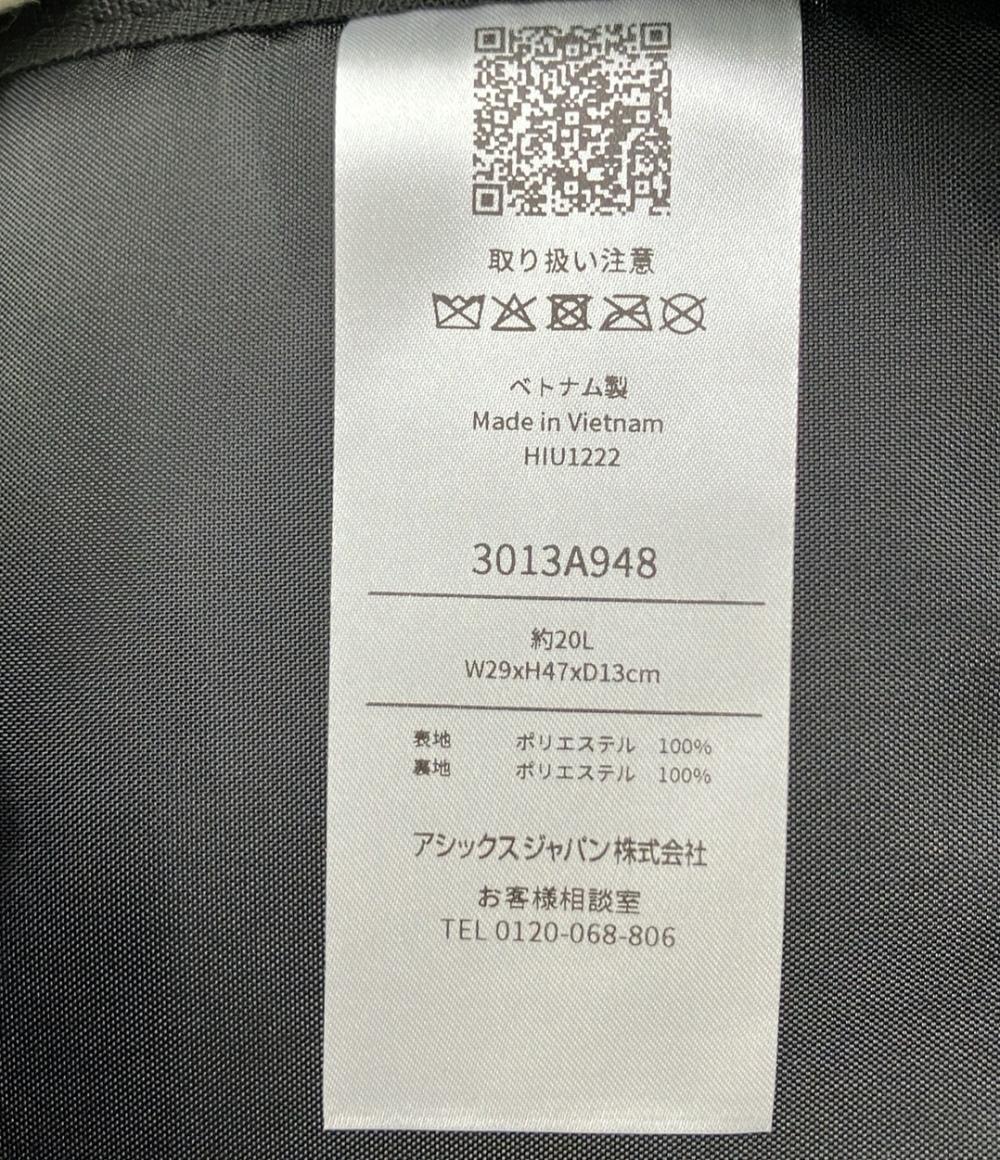 取り扱い注意
ベトナム製
Made in Vietnam
HIU1222
3013A948
約20L
W29xH47xD13cm
表地 ポリエステル 100%
裏地 ポリエステル 100%
アシックスジャパン株式会社
お客様相談室
TEL 0120-068-806